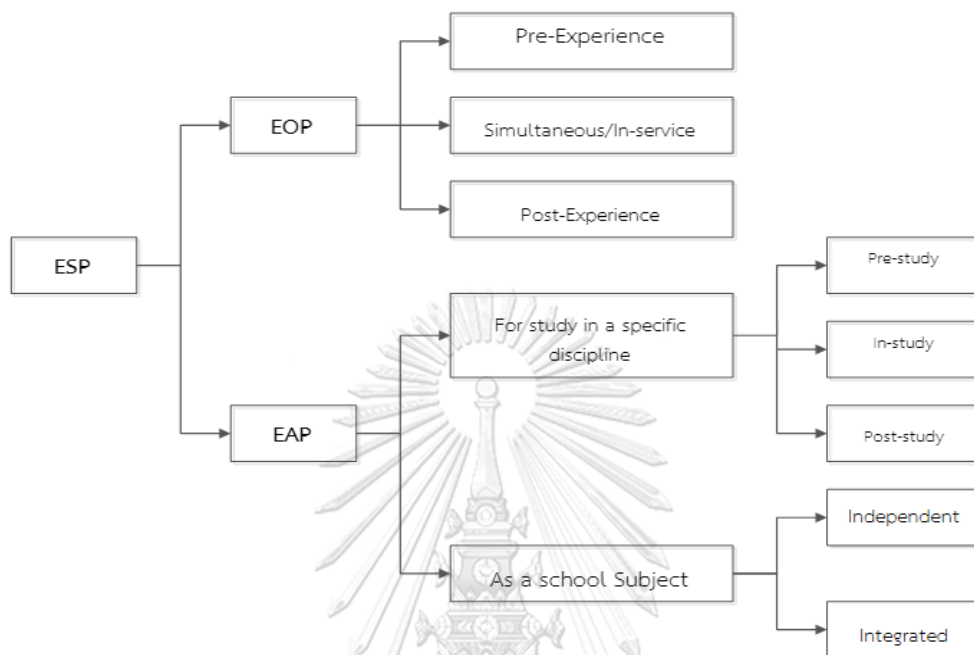 Pre-Experience
EOP
Simultaneous/In-service
Post-Experience
ESP
Pre-study
For study in a specific
discipline
In-study
EAP
Post-study
Independent
As a school Subject
Integrated